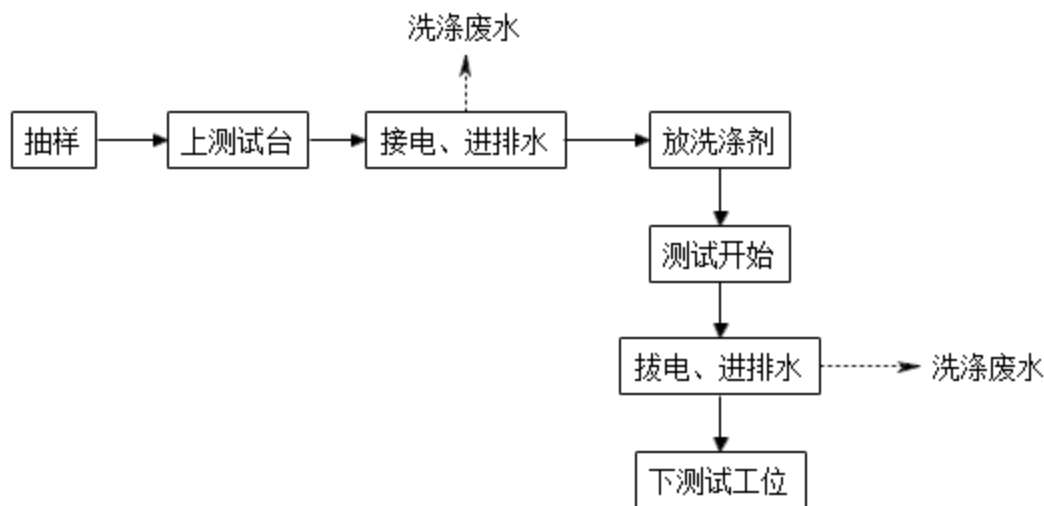 洗涤废水
抽样
上测试台
接电、进排水
放洗涤剂
测试开始
拔电、进排水
洗涤废水
下测试工位